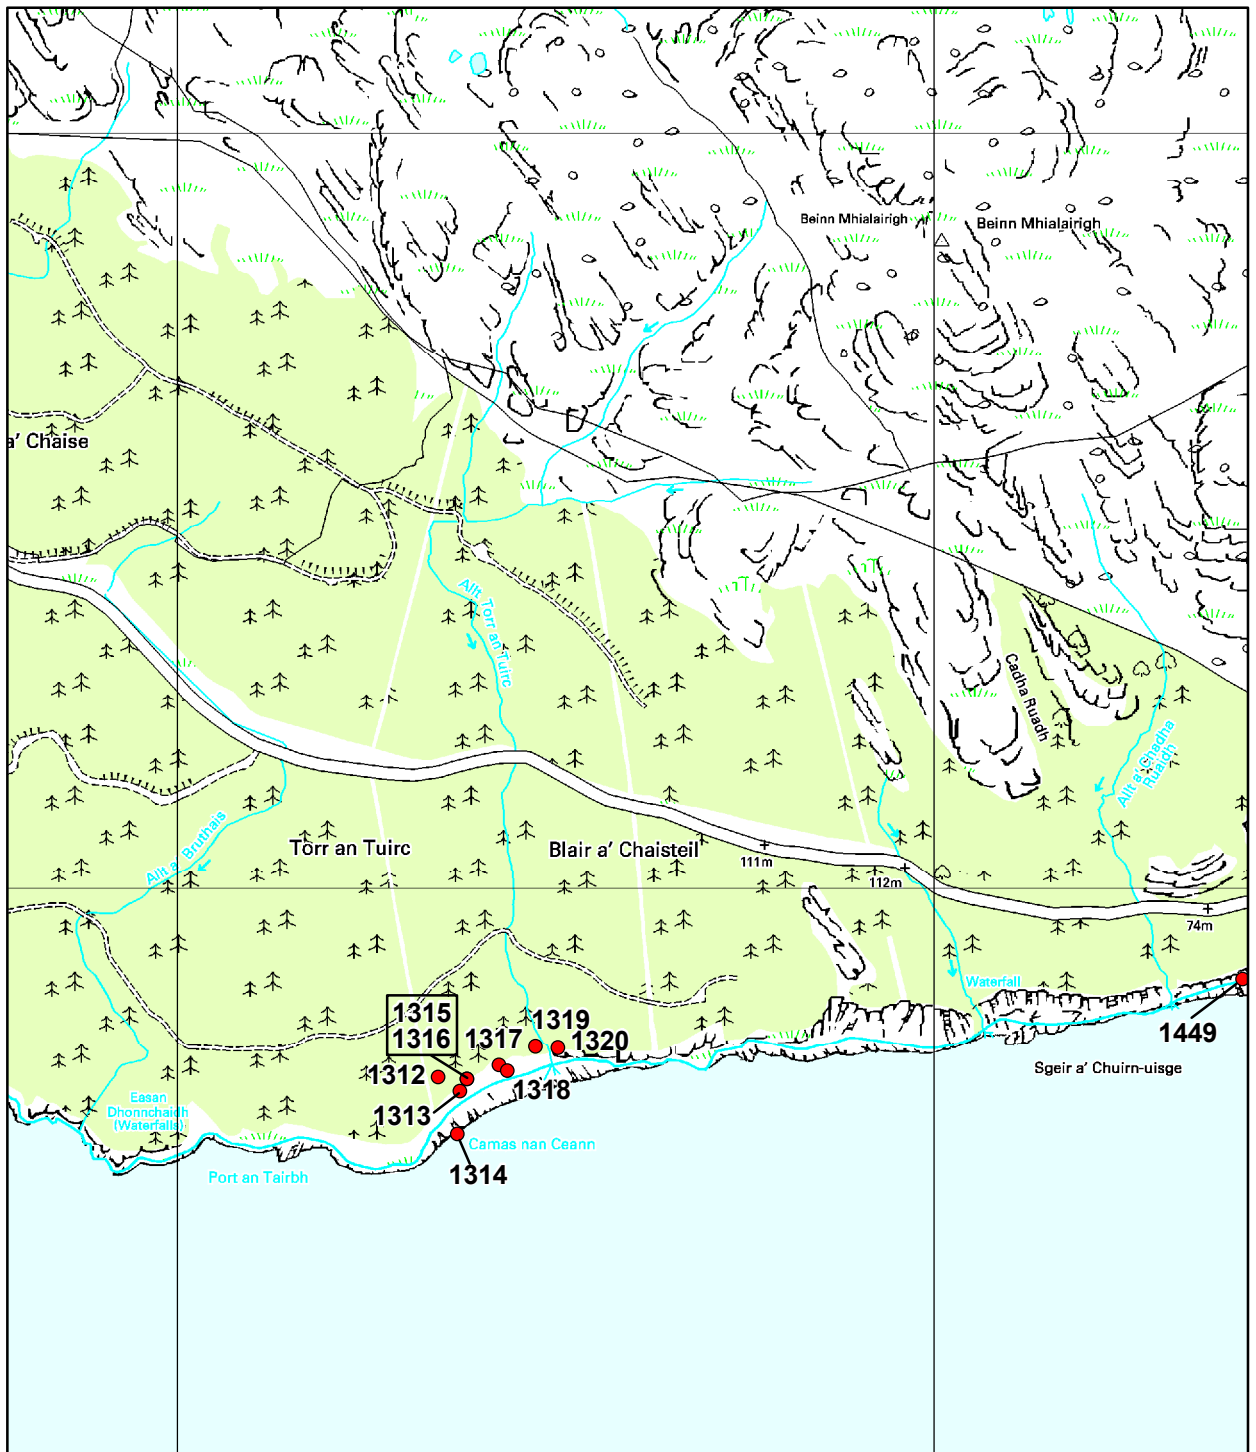 Beinn Mhialairigh
Beinn Mhialairigh
a' Chaise
Allt Torr an Tuirc
Cadha Ruadh
Allt a' Chadha
Ruaidh
Allt a' Bruthais
Torr an Tuirc
Blair a' Chaisteil
111m
112m
74m
Waterfall
1315
1316
1317
1319
1320
1449
1312
1318
1313
Sgeir a' Chuirn-uisge
Easan
Dhonnchaidh
(Waterfalls)
Camas nan Ceann
1314
Port an Tairbh